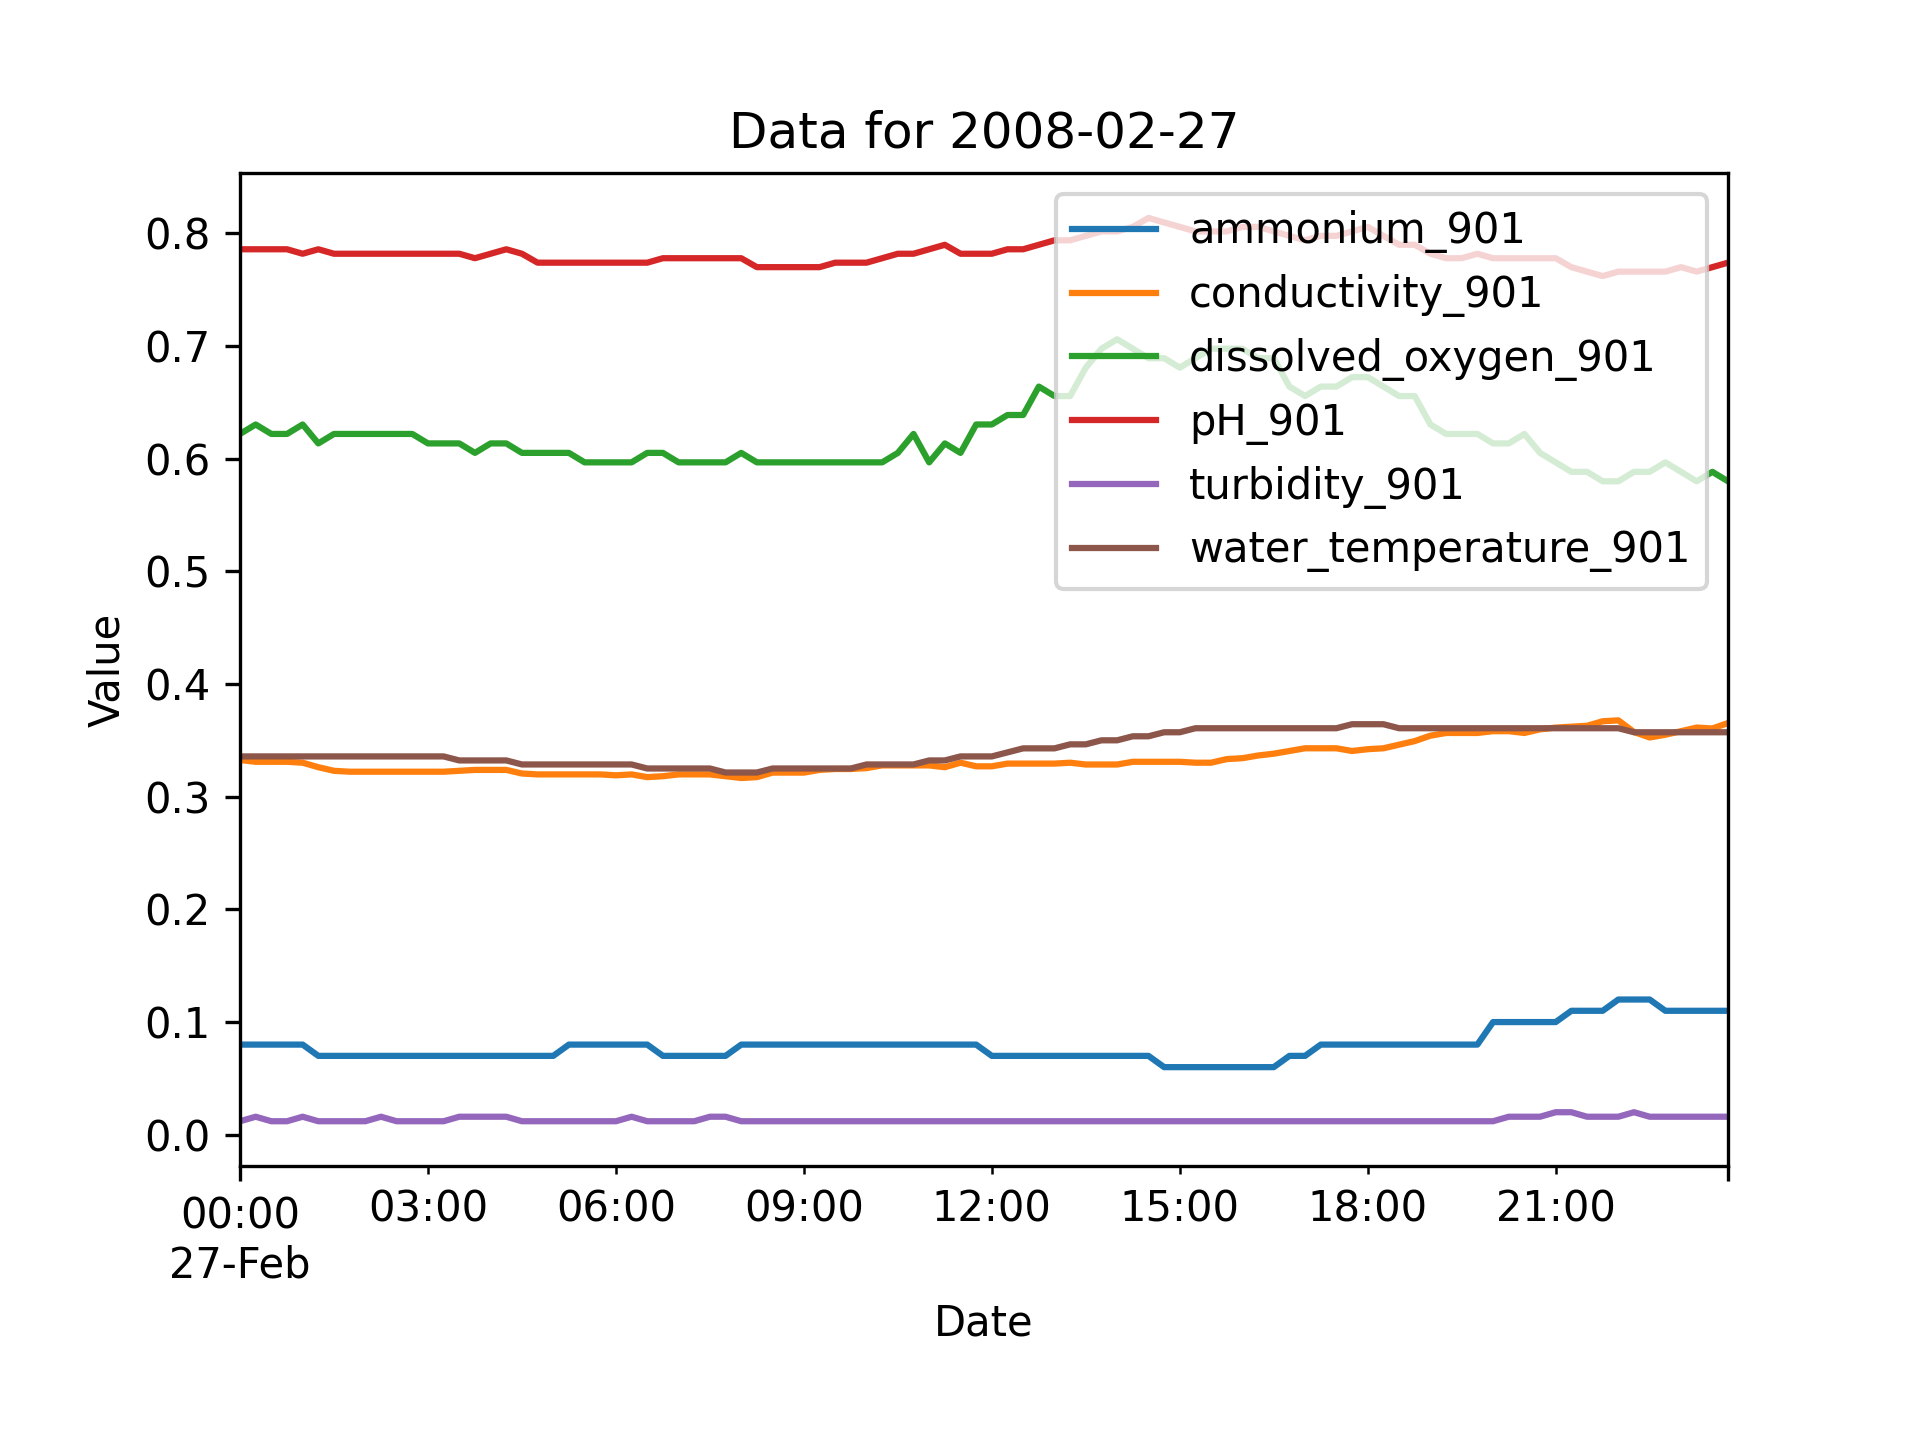 Data for 2008-02-27
0.8
0.7
0.6
0.5
0.4
0.3
0.2
0.1
0.0
Value
ammonium_901
conductivity_901
dissolved_oxygen_901
pH_901
turbidity_901
water_temperature_901
00:00 03:00 06:00 09:00 12:00 15:00 18:00 21:00
27-Feb
Date